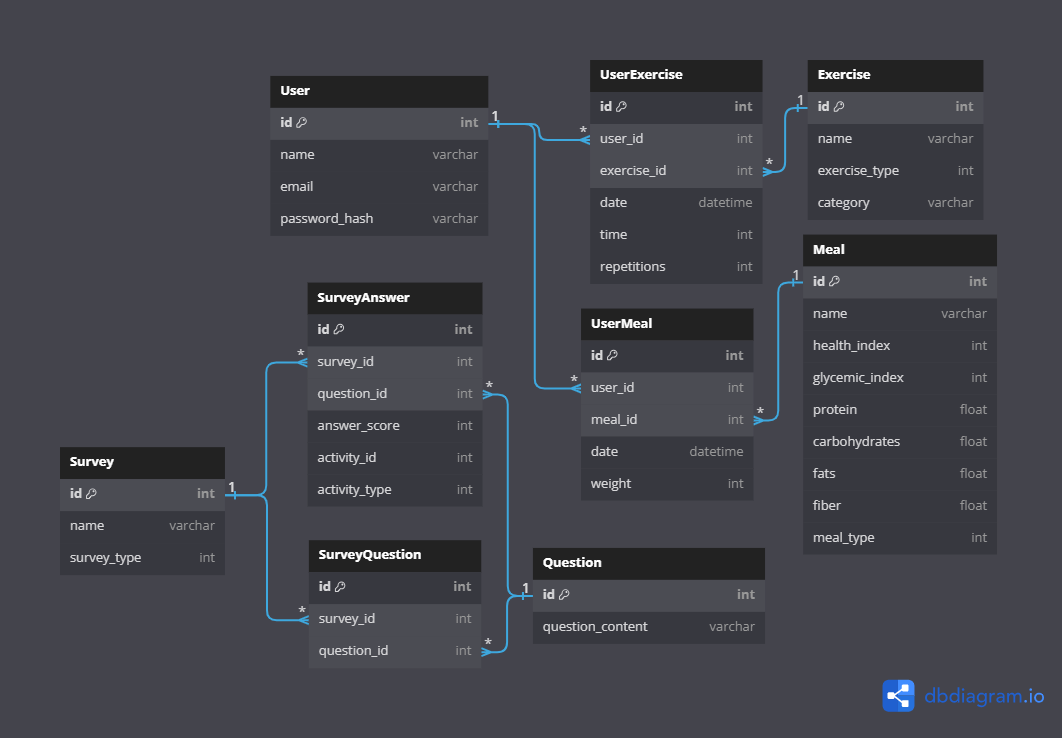 User
id int
name varchar
email varchar
password_hash varchar
1
UserExercise
id int
* user_id int
exercise_id int *
date datetime
time int
repetitions int
Exercise
1 id int
name varchar
exercise_type int
category varchar
Meal
1 id int
name varchar
health_index int
glycemic_index int
protein float
carbohydrates float
fats float
fiber float
meal_type int
SurveyAnswer
id int
* survey_id int
question_id int *
answer_score int
activity_id int
activity_type int
UserMeal
id int
* user_id int
meal_id int *
date datetime
weight int
Survey
id int 1
name varchar
survey_type int
SurveyQuestion
id int
* survey_id int
question_id int *
Question
1 id int
question_content varchar
dbdiagram.io